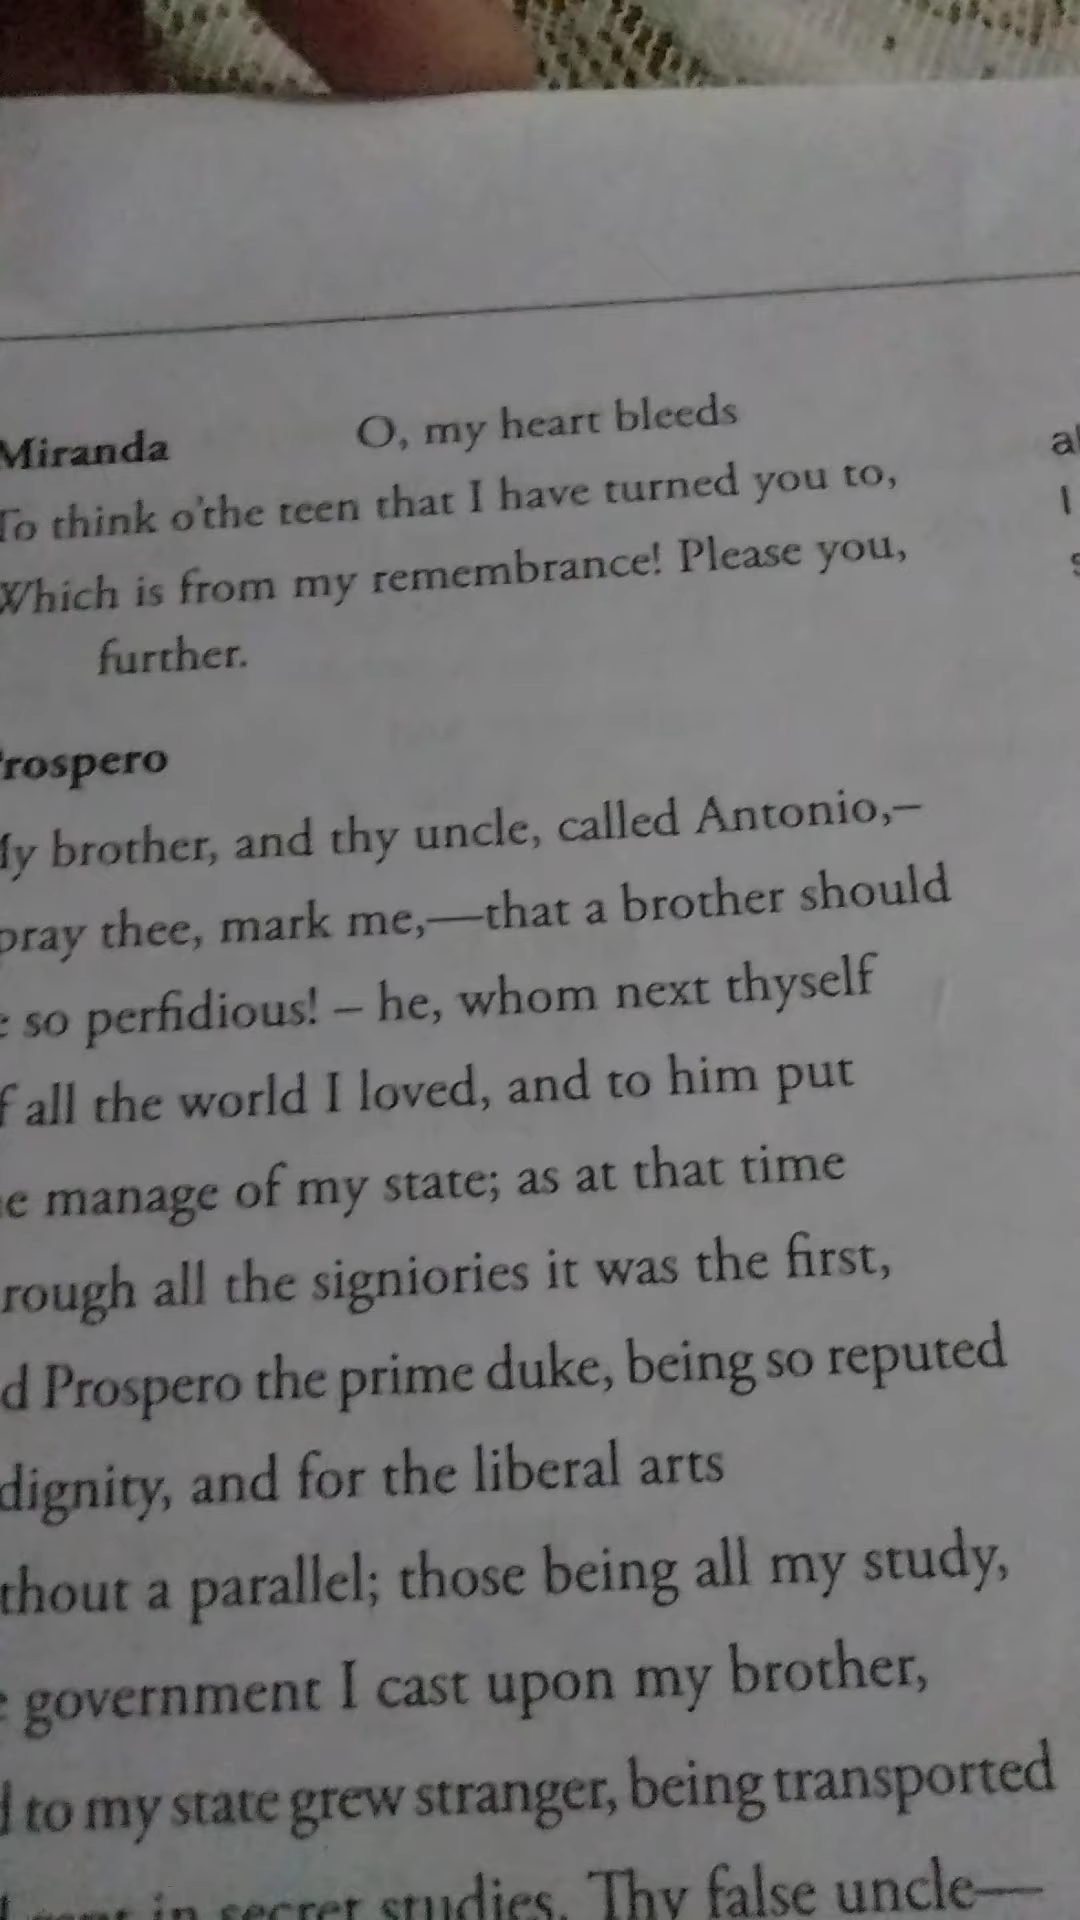 Miranda O, my heart bleeds
To think o'the teen that I have turned you to,
Which is from my remembrance! Please you,
further.
Prospero
My brother, and thy uncle, called Antonio,–
pray thee, mark me,—that a brother should
so perfidious! – he, whom next thyself
all the world I loved, and to him put
manage of my state; as at that time
rough all the signiories it was the first,
d Prospero the prime duke, being so reputed
dignity, and for the liberal arts
thout a parallel; those being all my study,
government I cast upon my brother,
to my state grew stranger, being transported
in secret studies. Thy false uncle—